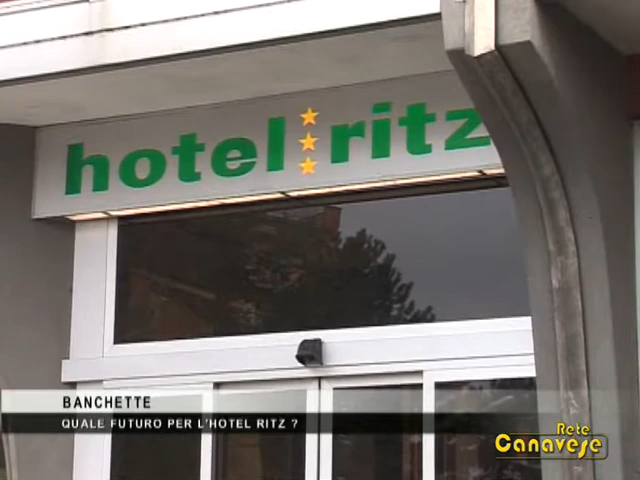 hotel ritz
BANCHETTE
QUALE FUTURO PER L'HOTEL RITZ ?
Rete
Canavese